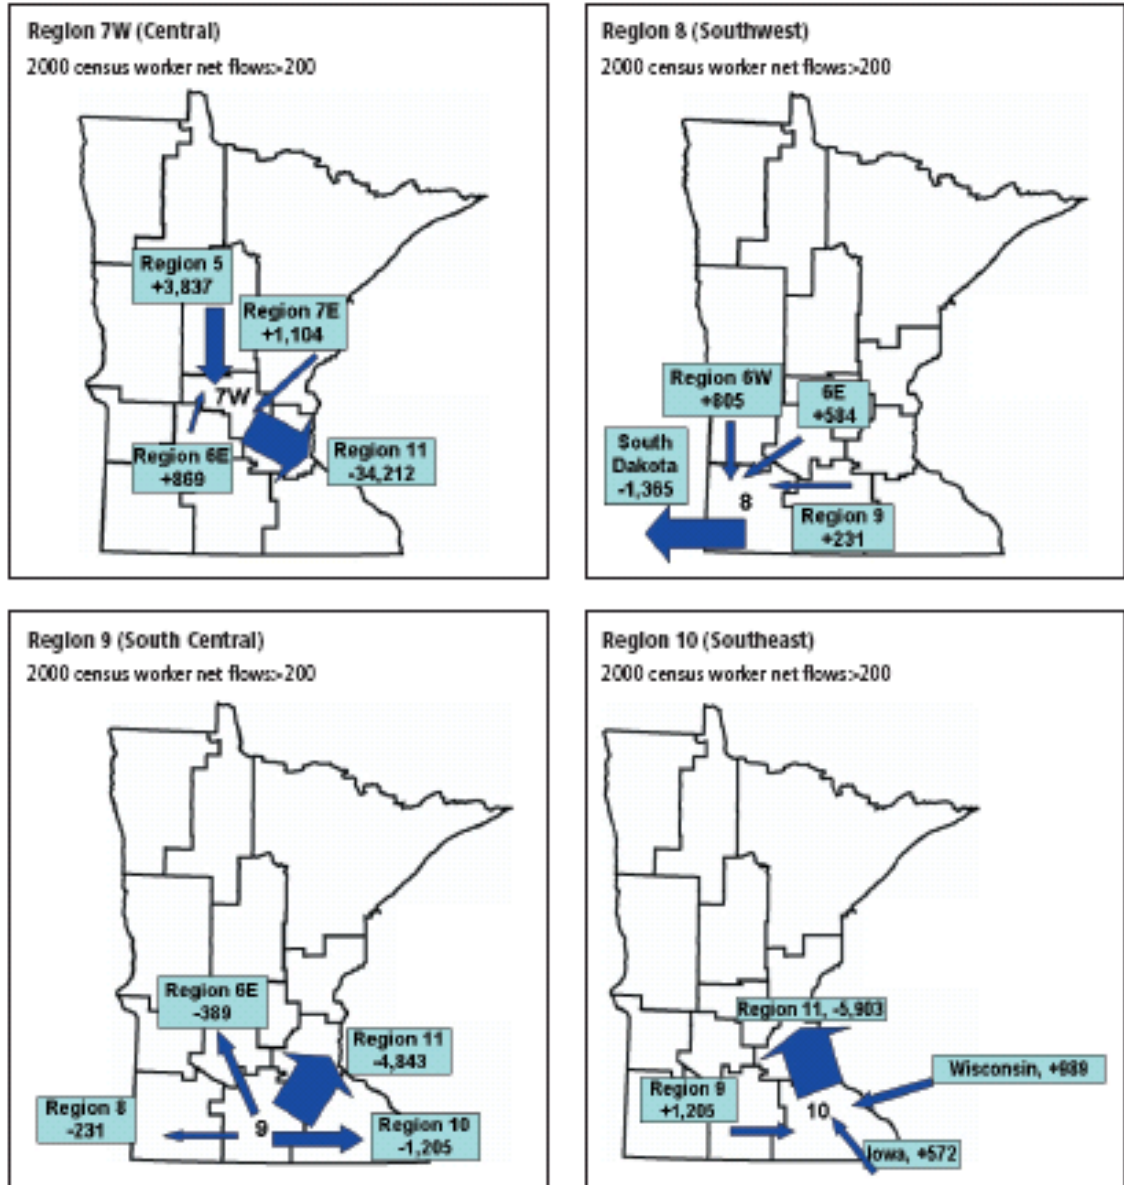 Region 7W (Central)
2000 census worker net flows:>200
Region 5
+3,837
Region 7E
+1,104
7W
Region 6E
+869
Region 11
-34,212
Region 8 (Southwest)
2000 census worker net flows:>200
Region 6W
+805
6E
+584
South
Dakota
-1,365
8
Region 9
+231
Region 9 (South Central)
2000 census worker net flows:>200
Region 6E
-389
Region 11
-4,843
Region 8
-231
9
Region 10
-1,205
Region 10 (Southeast)
2000 census worker net flows:>200
Region 11, -5,903
Wisconsin, +989
Region 9
+1,205
10
Iowa, +572